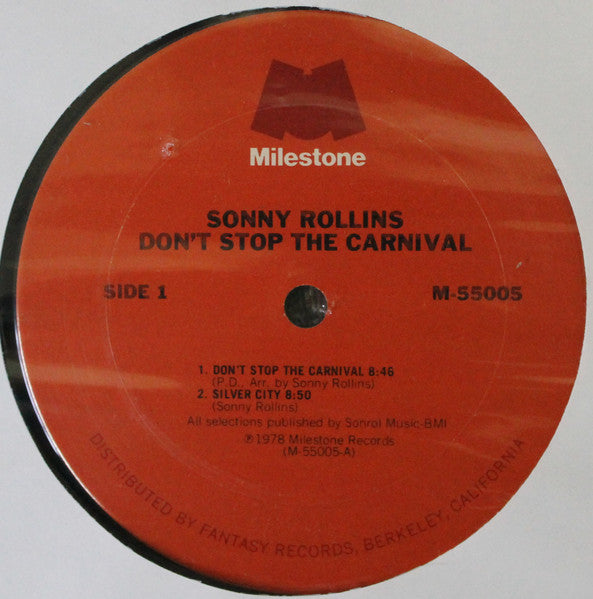 Milestone
SONNY ROLLINS
DON'T STOP THE CARNIVAL
SIDE 1
M-55005
1. DON'T STOP THE CARNIVAL 8:46
(P.D., Arr. by Sonny Rollins)
2. SILVER CITY 8:50
(Sonny Rollins)
All selections published by Sonrol Music-BMI
℗1978 Milestone Records
(M-55005-A)
DISTRIBUTED BY FANTASY RECORDS, BERKELEY, CALIFORNIA